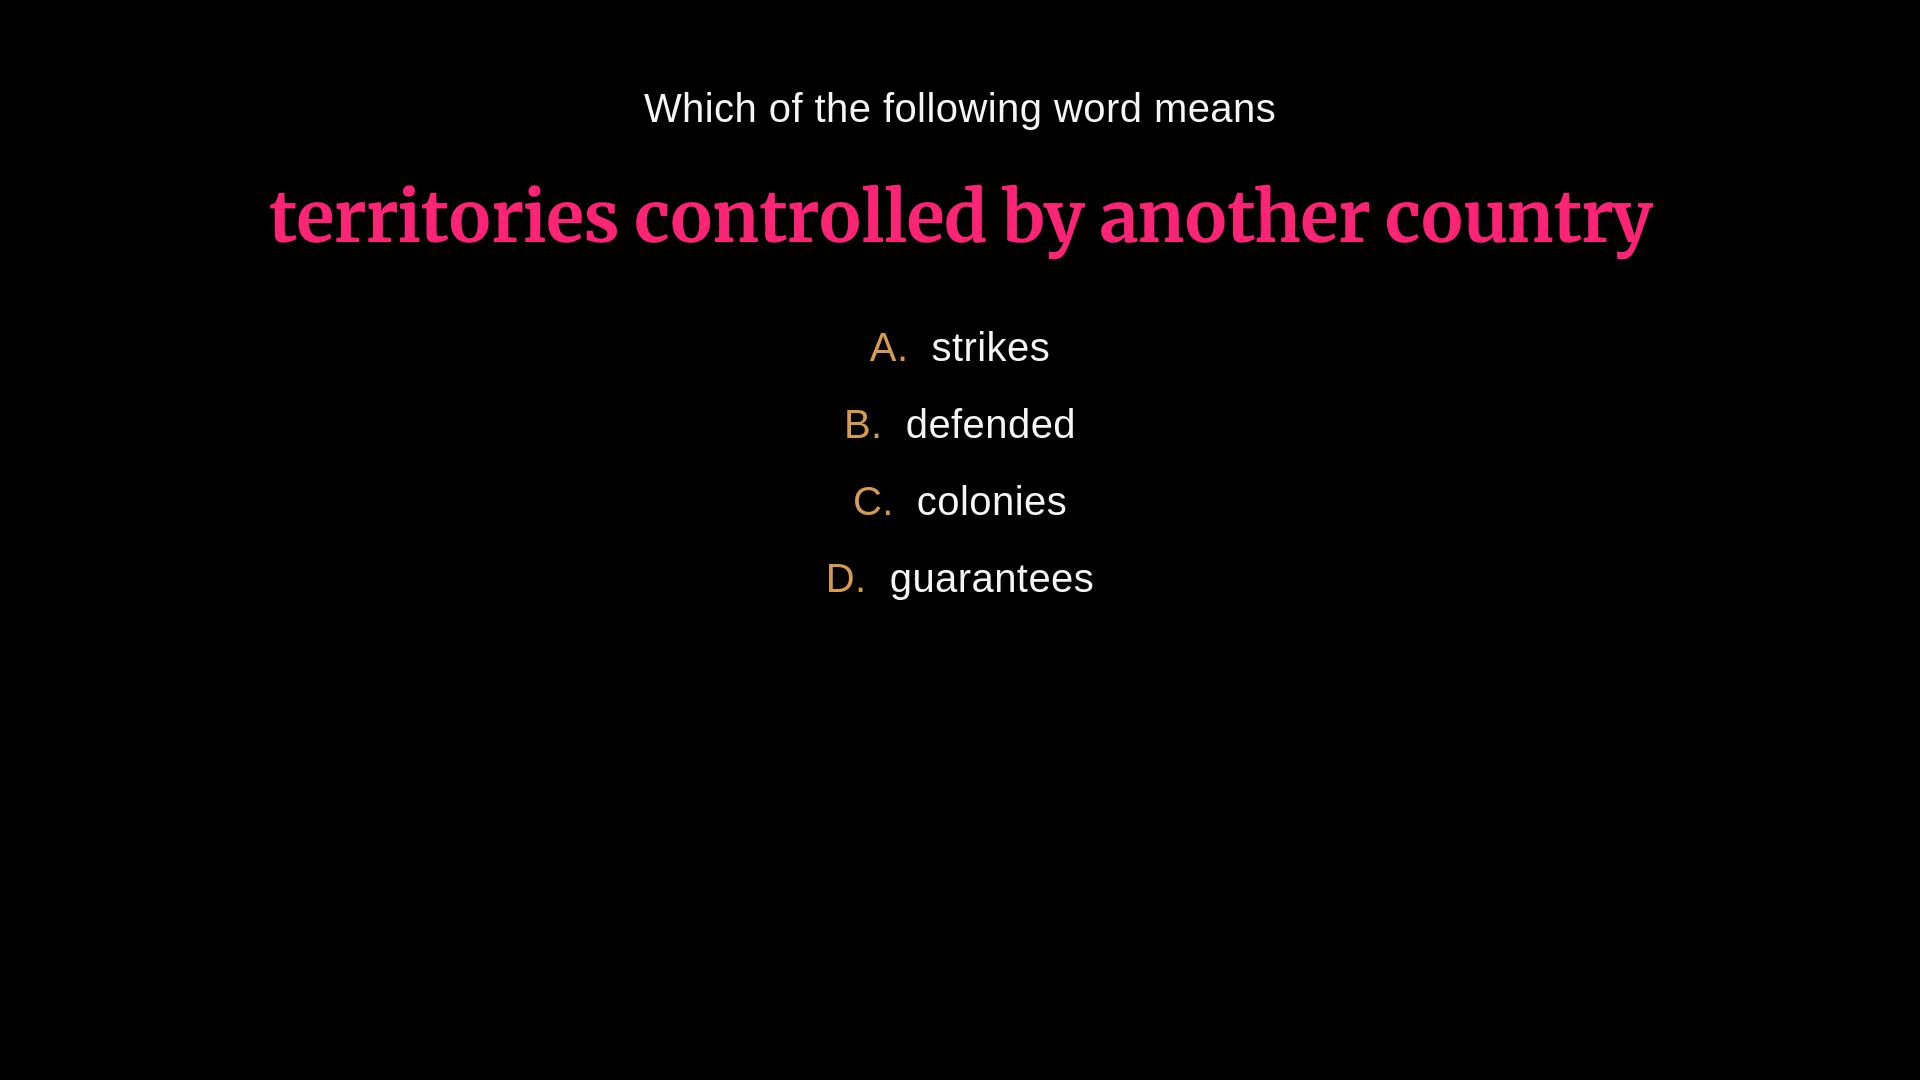 Which of the following word means
territories controlled by another country
A. strikes
B. defended
C. colonies
D. guarantees